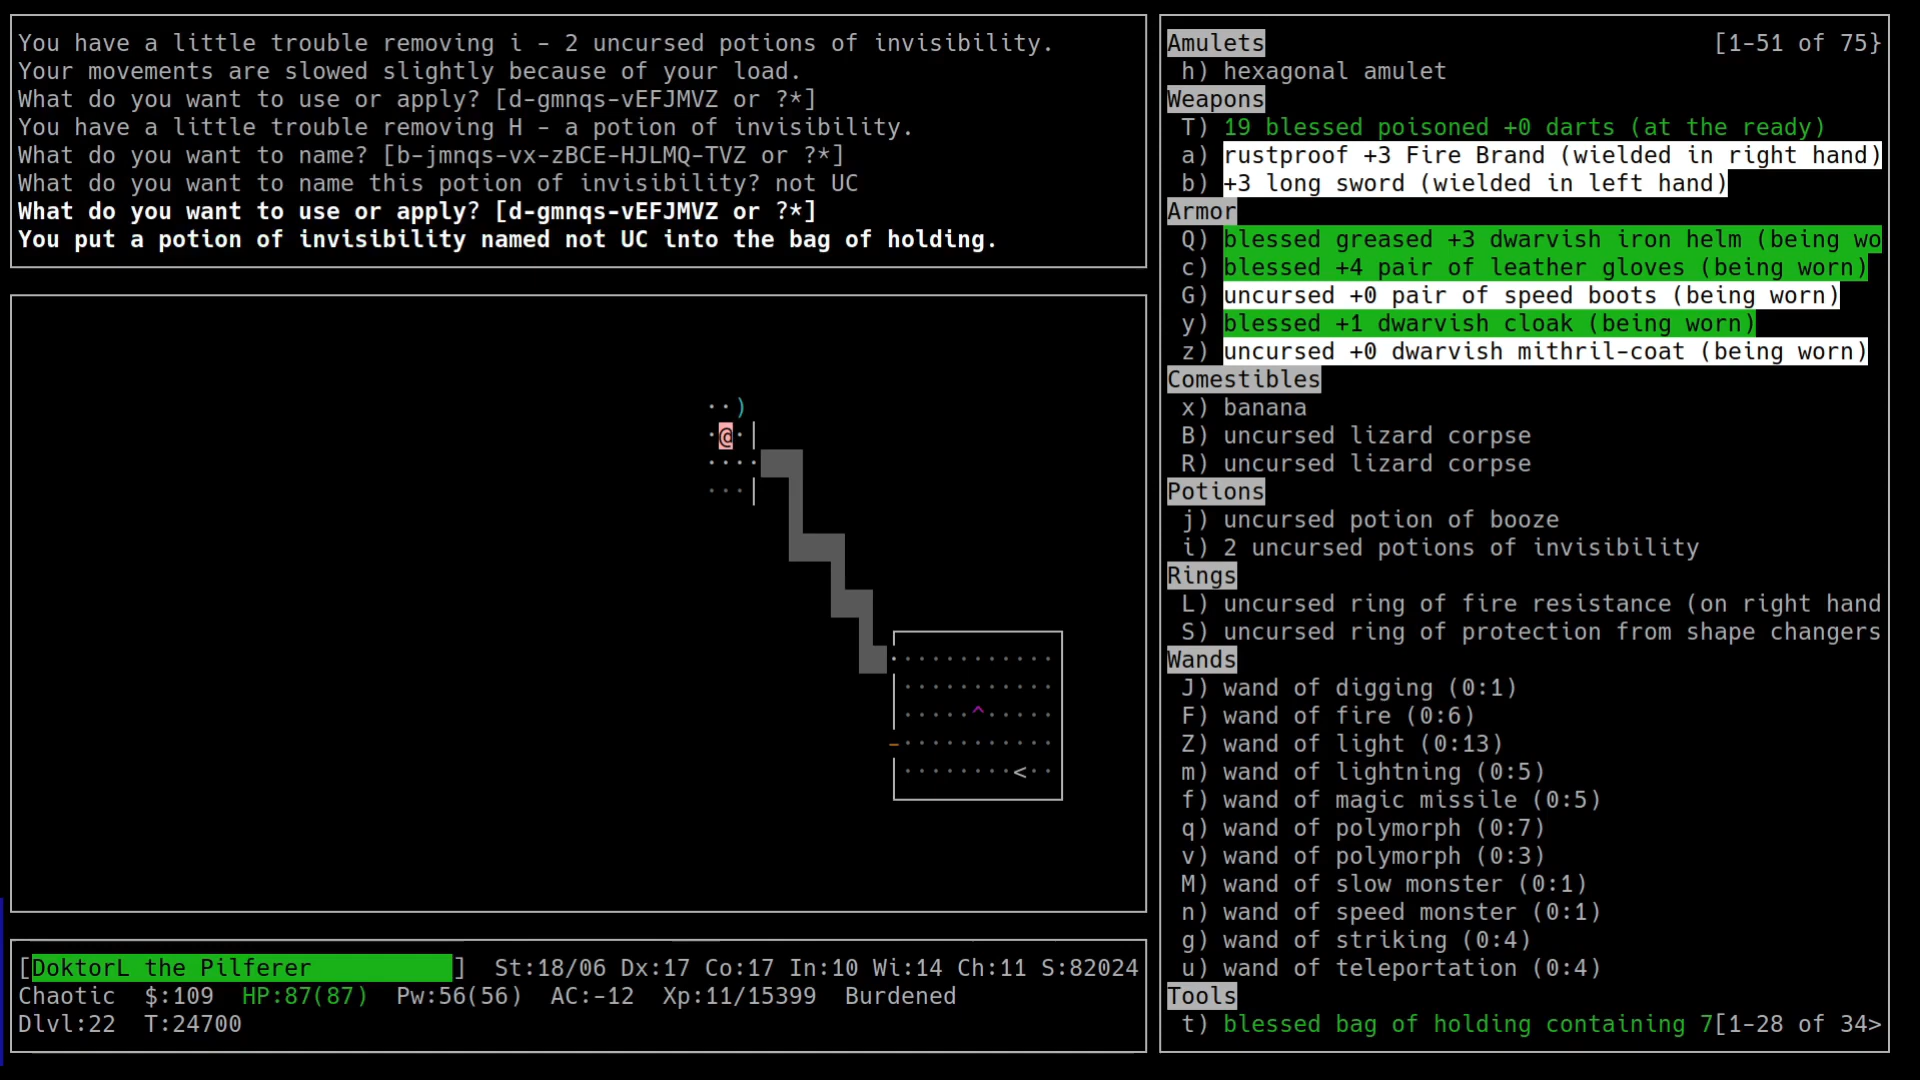 You have a little trouble removing i - 2 uncursed potions of invisibility.
Your movements are slowed slightly because of your load.
What do you want to use or apply? [d-gmnqs-vEFJMVZ or ?*]
You have a little trouble removing H - a potion of invisibility.
What do you want to name? [b-jmnqs-vx-zBCE-HJLMQ-TVZ or ?*]
What do you want to name this potion of invisibility? not UC
What do you want to use or apply? [d-gmnqs-vEFJMVZ or ?*]
You put a potion of invisibility named not UC into the bag of holding.
··)
·@·|
····
···|
···········
···········
·····^·····
-···········
········<··
[DoktorL the Pilferer ] St:18/06 Dx:17 Co:17 In:10 Wi:14 Ch:11 S:82024
Chaotic $:109 HP:87(87) Pw:56(56) AC:-12 Xp:11/15399 Burdened
Dlvl:22 T:24700
Amulets [1-51 of 75}
h) hexagonal amulet
Weapons
T) 19 blessed poisoned +0 darts (at the ready)
a) rustproof +3 Fire Brand (wielded in right hand)
b) +3 long sword (wielded in left hand)
Armor
Q) blessed greased +3 dwarvish iron helm (being wo
c) blessed +4 pair of leather gloves (being worn)
G) uncursed +0 pair of speed boots (being worn)
y) blessed +1 dwarvish cloak (being worn)
z) uncursed +0 dwarvish mithril-coat (being worn)
Comestibles
x) banana
B) uncursed lizard corpse
R) uncursed lizard corpse
Potions
j) uncursed potion of booze
i) 2 uncursed potions of invisibility
Rings
L) uncursed ring of fire resistance (on right hand
S) uncursed ring of protection from shape changers
Wands
J) wand of digging (0:1)
F) wand of fire (0:6)
Z) wand of light (0:13)
m) wand of lightning (0:5)
f) wand of magic missile (0:5)
q) wand of polymorph (0:7)
v) wand of polymorph (0:3)
M) wand of slow monster (0:1)
n) wand of speed monster (0:1)
g) wand of striking (0:4)
u) wand of teleportation (0:4)
Tools
t) blessed bag of holding containing 7[1-28 of 34>